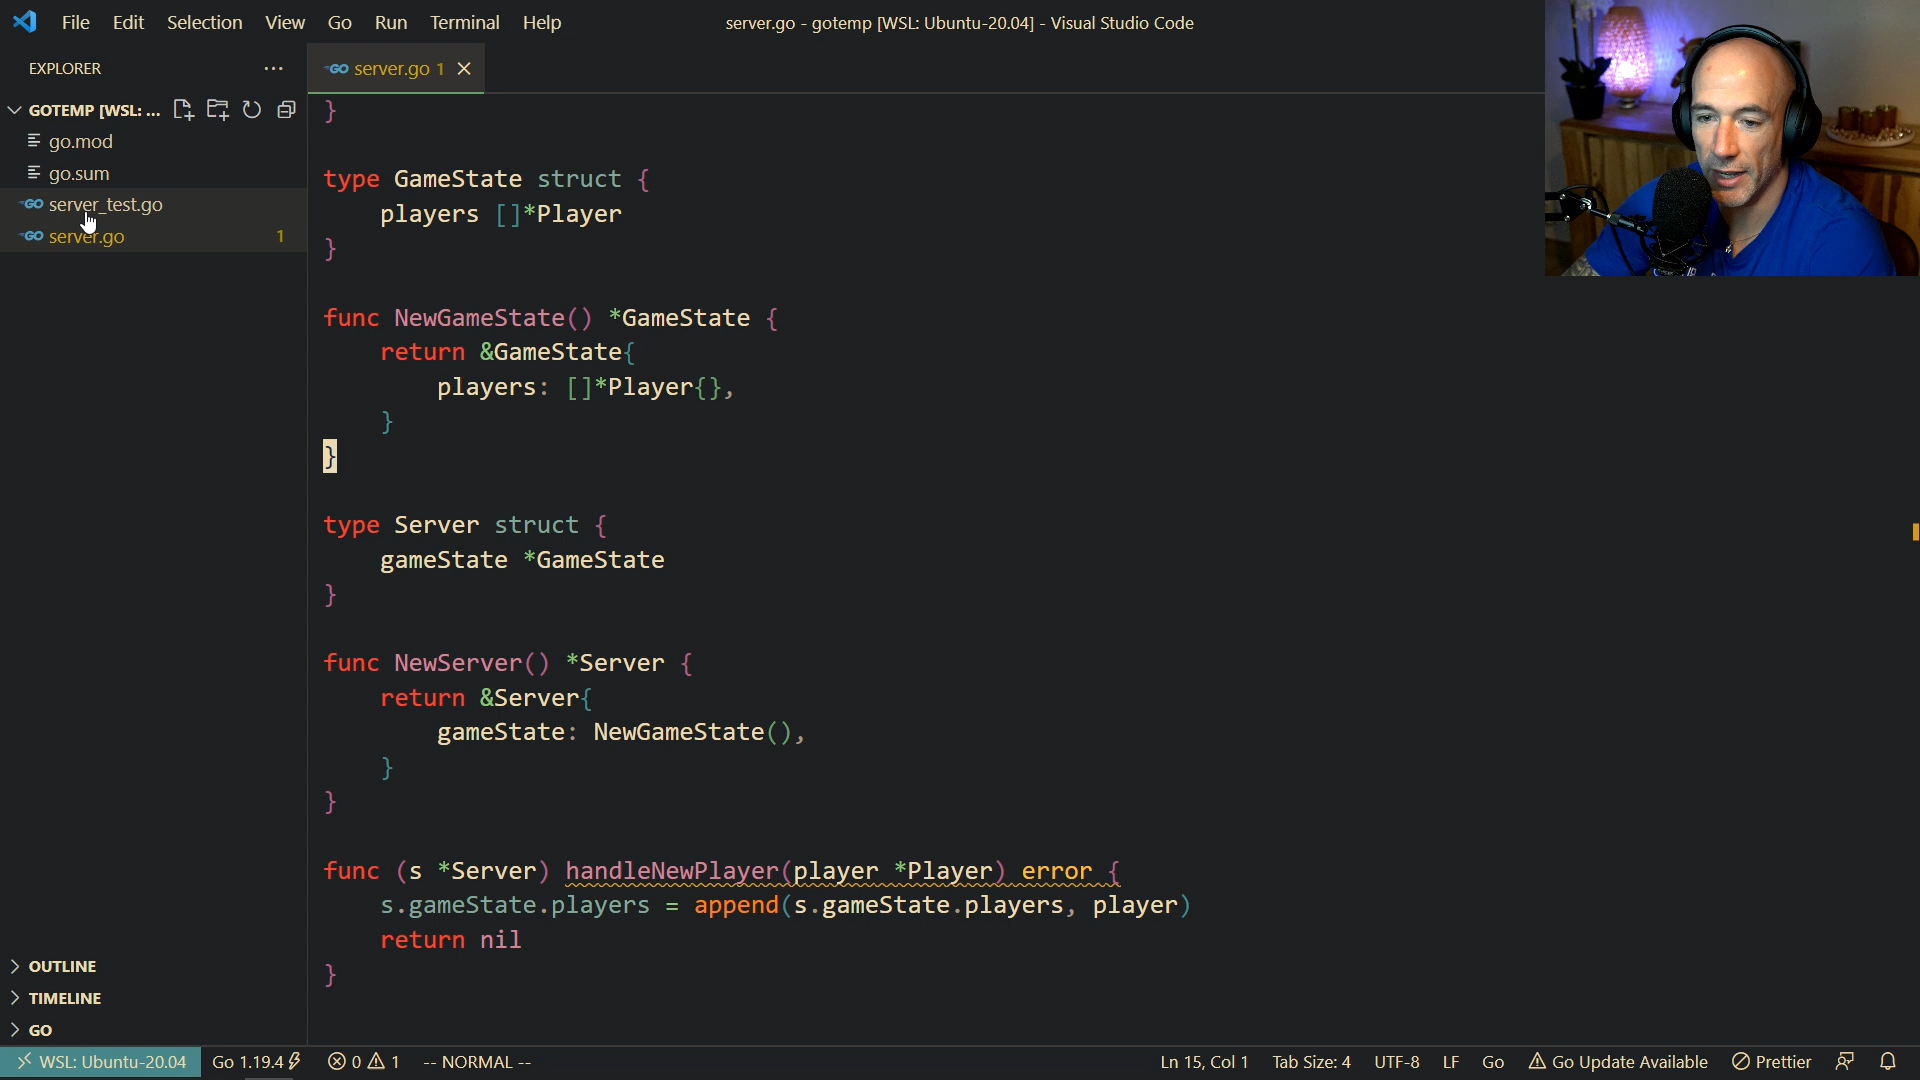 File Edit Selection View Go Run Terminal Help
server.go - gotemp [WSL: Ubuntu-20.04] - Visual Studio Code
EXPLORER
GOTEMP [WSL: ...
go.mod
go.sum
GO server_test.go
GO server.go 1
OUTLINE
TIMELINE
GO
GO server.go 1
}
type GameState struct {
players []*Player
}
func NewGameState() *GameState {
return &GameState{
players: []*Player{},
}
}
type Server struct {
gameState *GameState
}
func NewServer() *Server {
return &Server{
gameState: NewGameState(),
}
}
func (s *Server) handleNewPlayer(player *Player) error {
s.gameState.players = append(s.gameState.players, player)
return nil
}
WSL: Ubuntu-20.04 Go 1.19.4 0 1 -- NORMAL -- Ln 15, Col 1 Tab Size: 4 UTF-8 LF Go Go Update Available Prettier